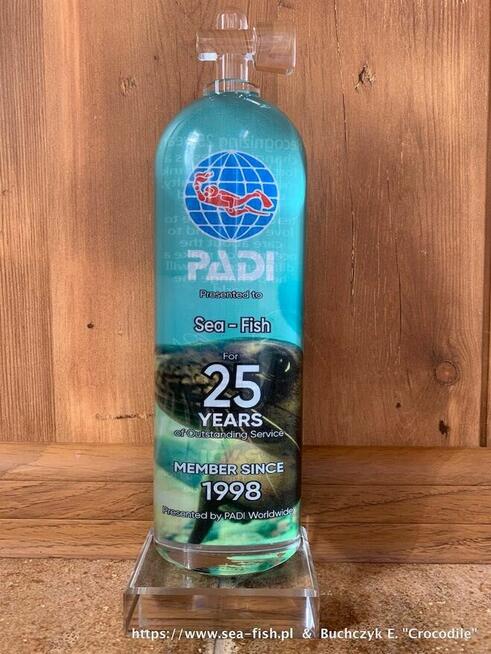 PADI
Presented to
Sea - Fish
For
25
YEARS
of Outstanding Service
MEMBER SINCE
1998
Presented by PADI Worldwide
https://www.sea-fish.pl & Buchczyk E. "Crocodile"